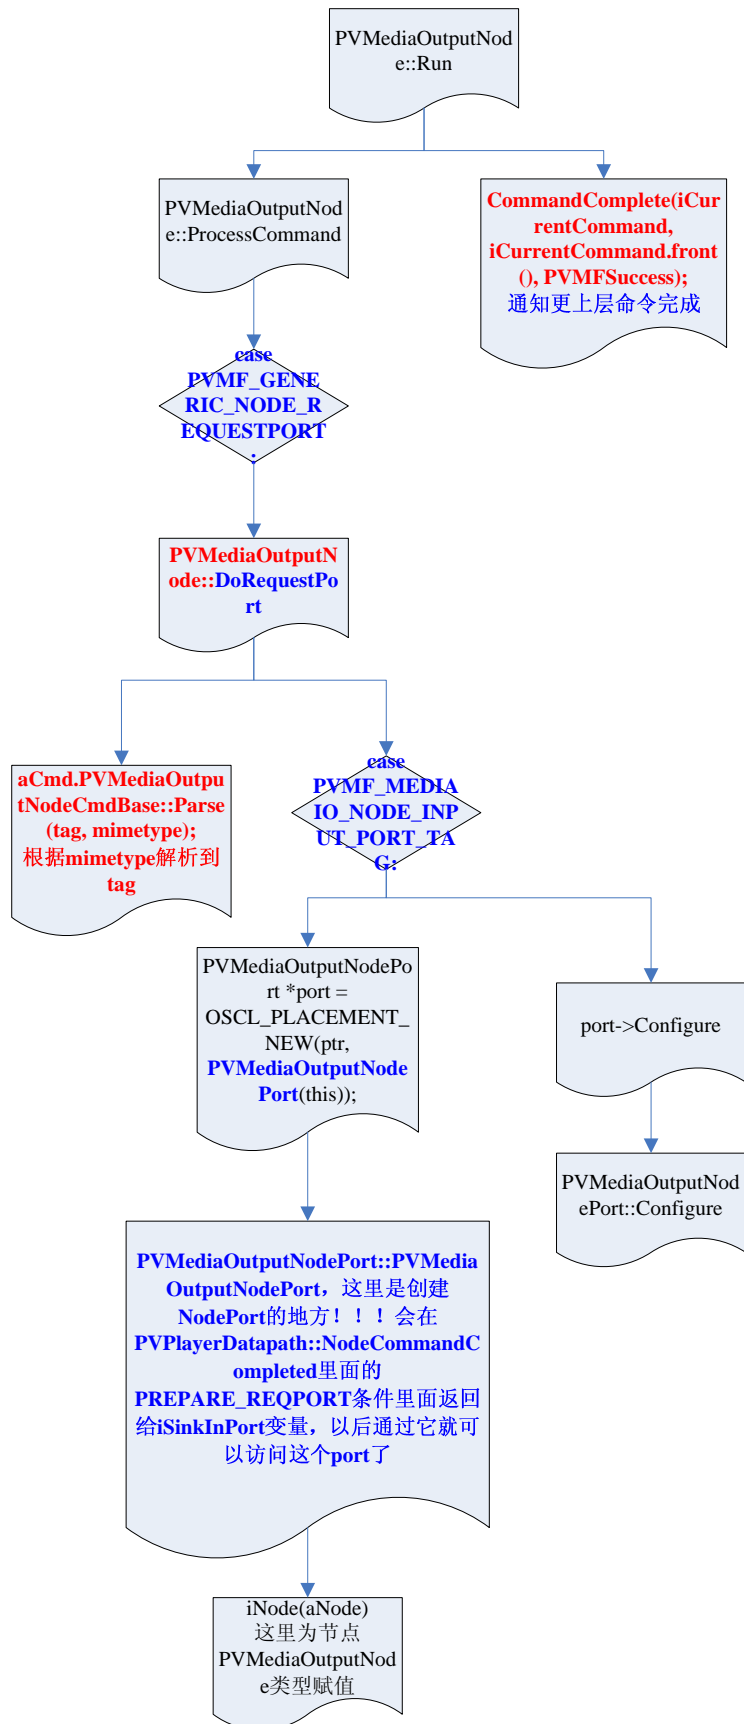 PVMediaOutputNod
e::Run
PVMediaOutputNod
e::ProcessCommand
CommandComplete(iCur
rentCommand,
iCurrentCommand.front
(), PVMFSuccess);
通知更上层命令完成
case
PVMF_GENE
RIC_NODE_R
EQUESTPORT
:
PVMediaOutputN
ode::DoRequestPo
rt
aCmd.PVMediaOutpu
tNodeCmdBase::Parse
(tag, mimetype);
根据mimetype解析到
tag
case
PVMF_MEDIA
IO_NODE_INP
UT_PORT_TA
G:
PVMediaOutputNodePo
rt *port =
OSCL_PLACEMENT_
NEW(ptr,
PVMediaOutputNode
Port(this));
port->Configure
PVMediaOutputNod
ePort::Configure
PVMediaOutputNodePort::PVMedia
OutputNodePort，这里是创建
NodePort的地方！！！会在
PVPlayerDatapath::NodeCommandC
ompleted里面的
PREPARE_REQPORT条件里面返回
给iSinkInPort变量，以后通过它就可
以访问这个port了
iNode(aNode)
这里为节点
PVMediaOutputNod
e类型赋值